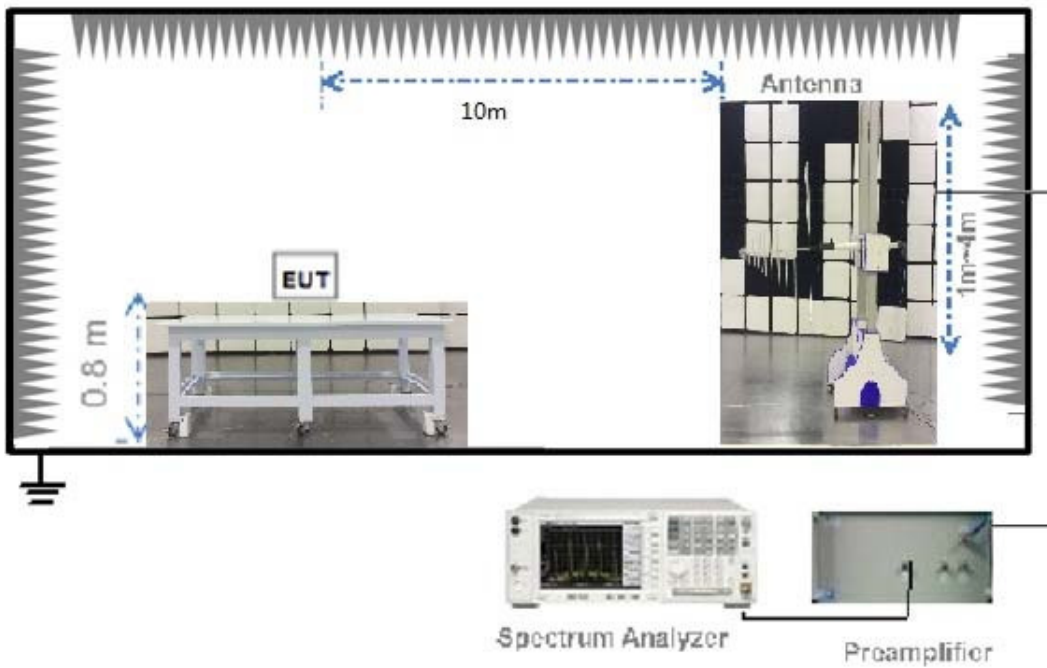 Antenna
10m
EUT
0.8 m
1m~4m
Spectrum Analyzer
Preamplifier